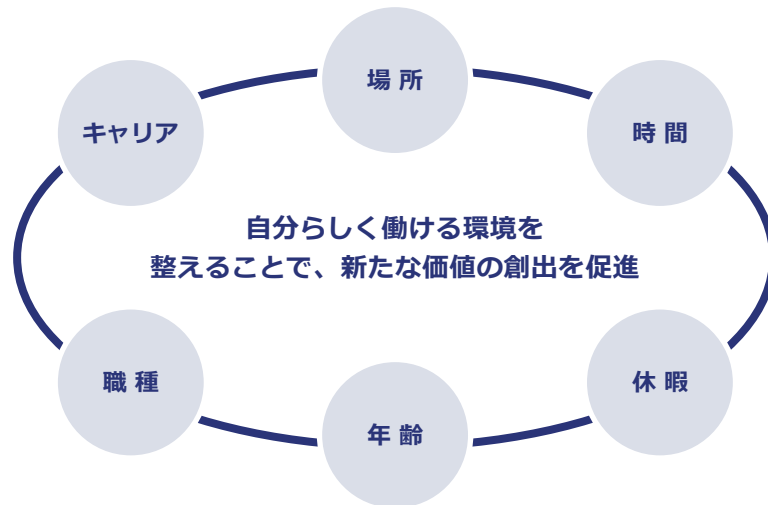 場所
キャリア
時間
自分らしく働ける環境を
整えることで、新たな価値の創出を促進
職種
休暇
年齢